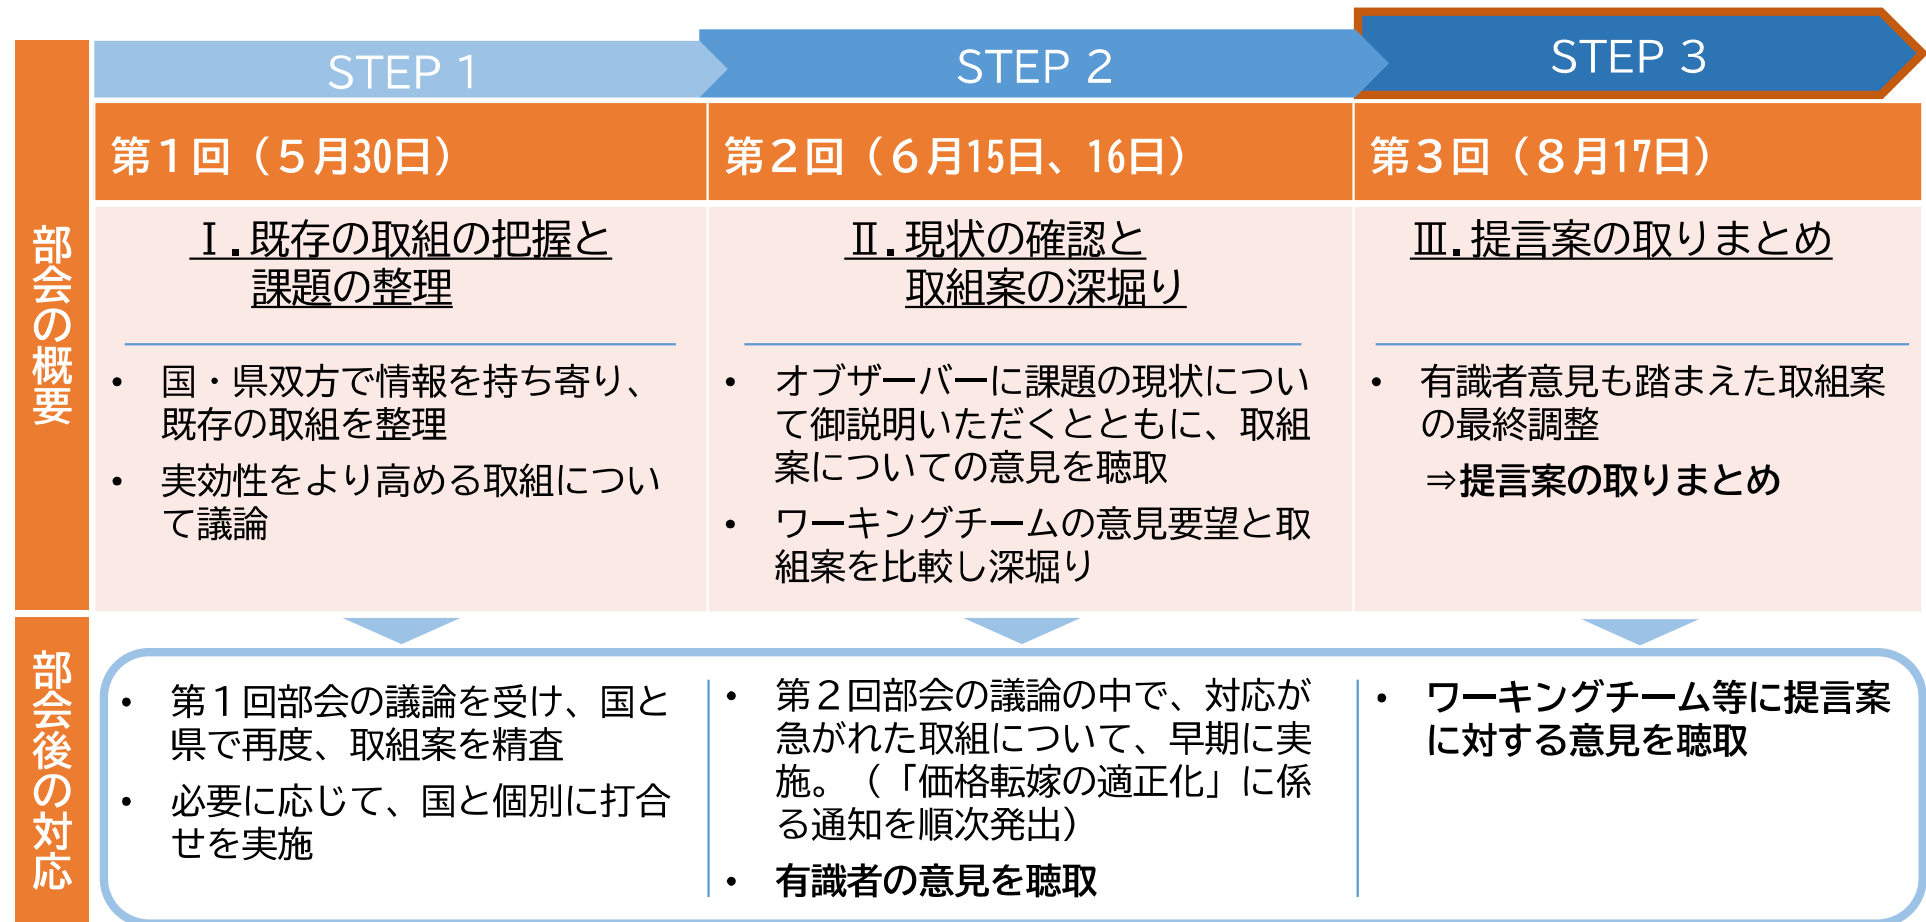 STEP 1
STEP 2
STEP 3
部会の概要
第１回（５月30日）
第２回（６月15日、16日）
第３回（８月17日）
Ⅰ.既存の取組の把握と
課題の整理
・国・県双方で情報を持ち寄り、
既存の取組を整理
・実効性をより高める取組につい
て議論
Ⅱ.現状の確認と
取組案の深堀り
・オブザーバーに課題の現状につい
て御説明いただくとともに、取組
案についての意見を聴取
・ワーキングチームの意見要望と取
組案を比較し深堀り
Ⅲ.提言案の取りまとめ
・有識者意見も踏まえた取組案
の最終調整
⇒提言案の取りまとめ
部会後の対応
・第１回部会の議論を受け、国と
県で再度、取組案を精査
・必要に応じて、国と個別に打合
せを実施
・第２回部会の議論の中で、対応が
急がれた取組について、早期に実
施。（「価格転嫁の適正化」に係
る通知を順次発出）
・有識者の意見を聴取
・ワーキングチーム等に提言案
に対する意見を聴取